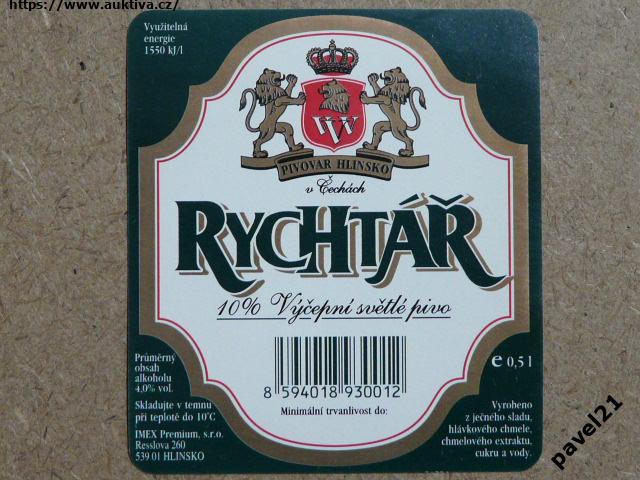 https://www.auktiva.cz/
Využitelná
energie
1550 kJ/l
W
PIVOVAR HLINSKO
v Čechách
RYCHTÁŘ
10% Výčepní světlé pivo
Průměrný
obsah
alkoholu
4,0% vol.
Skladujte v temnu
při teplotě do 10°C
IMEX Premium, s.r.o.
Resslova 260
539 01 HLINSKO
8 594018 930012
Minimální trvanlivost do:
e 0,5 l
Vyrobeno
z ječného sladu,
hlávkového chmele,
chmelového extraktu,
cukru a vody.
pavel21